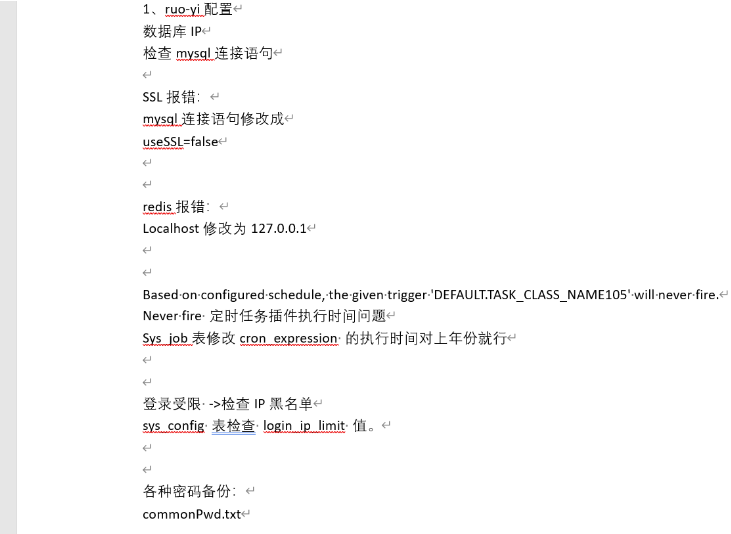 1、ruo-yi 配置
数据库 IP
检查 mysql 连接语句
SSL 报错：
mysql 连接语句修改成
useSSL=false
redis 报错：
Localhost 修改为 127.0.0.1
Based on configured schedule, the given trigger 'DEFAULT.TASK_CLASS_NAME105' will never fire.
Never fire 定时任务插件执行时间问题
Sys_job 表修改 cron_expression 的执行时间对上年份就行
登录受限 ->检查 IP 黑名单
sys_config 表检查 login_ip_limit 值。
各种密码备份：
commonPwd.txt